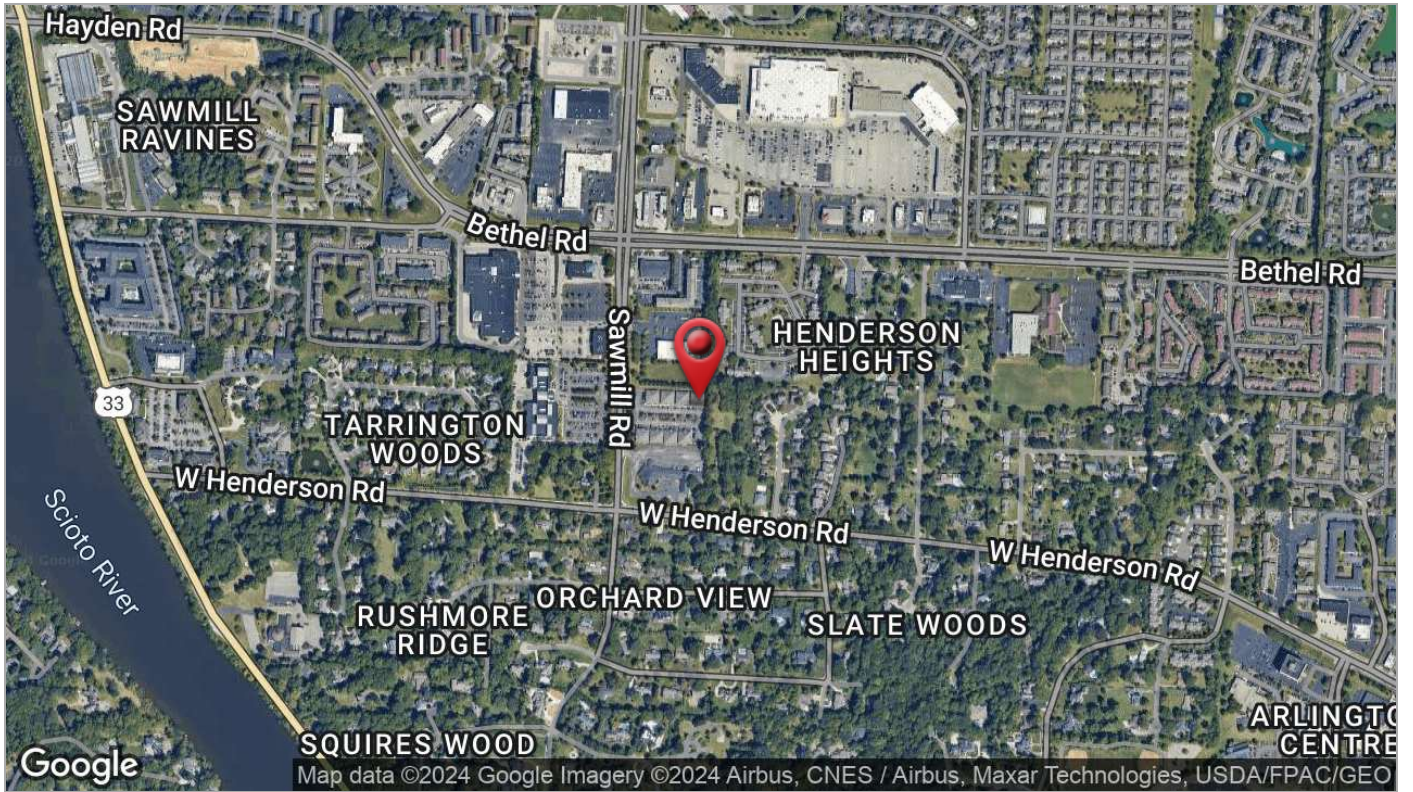 Hayden Rd
SAWMILL
RAVINES
Bethel Rd
Bethel Rd
Sawmill Rd
HENDERSON
HEIGHTS
33
TARRINGTON
WOODS
W Henderson Rd
W Henderson Rd
W Henderson Rd
Scioto River
ORCHARD VIEW
RUSHMORE
RIDGE
SLATE WOODS
ARLINGTO
CENTRE
SQUIRES WOOD
Google
Map data ©2024 Google Imagery ©2024 Airbus, CNES / Airbus, Maxar Technologies, USDA/FPAC/GEO